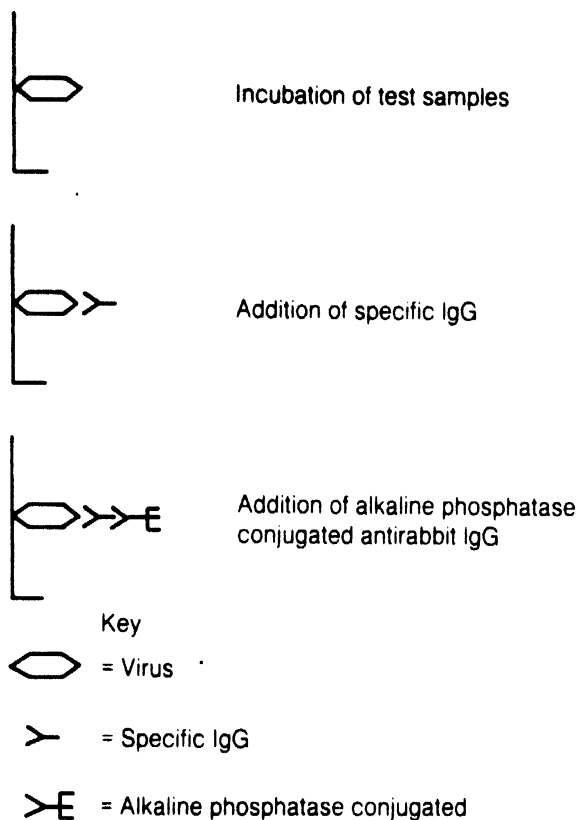 Incubation of test samples
Addition of specific IgG
Addition of alkaline phosphatase
conjugated antirabbit IgG
Key
= Virus
= Specific IgG
= Alkaline phosphatase conjugated